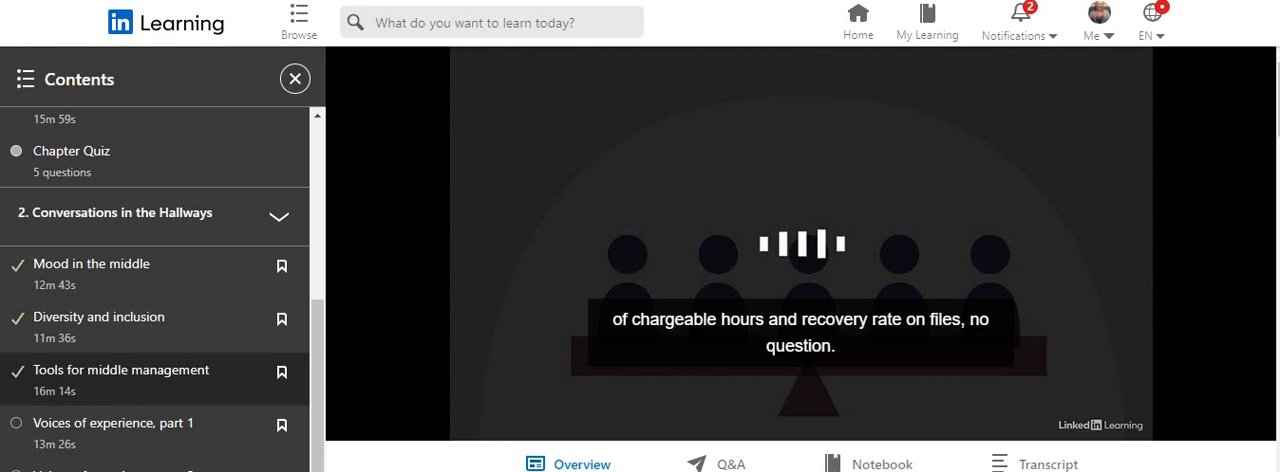 in Learning
Browse
What do you want to learn today?
Home
My Learning
2
Notifications
Me
EN
Contents
15m 59s
Chapter Quiz
5 questions
2. Conversations in the Hallways
Mood in the middle
12m 43s
Diversity and inclusion
11m 36s
Tools for middle management
16m 14s
Voices of experience, part 1
13m 26s
of chargeable hours and recovery rate on files, no
question.
Linked in Learning
Overview
Q&A
Notebook
Transcript